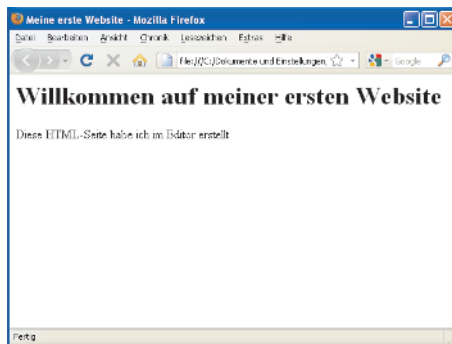 Meine erste Website - Mozilla Firefox
Datei Bearbeiten Ansicht Chronik Lesezeichen Extras Hilfe
file:///C:/Dokumente und Einstellungen, Google
Willkommen auf meiner ersten Website
Diese HTML-Seite habe ich im Editor erstellt
Fertig